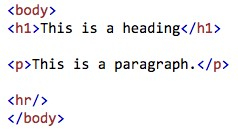 <body>
<h1>This is a heading</h1>
<p>This is a paragraph.</p>
<hr/>
</body>